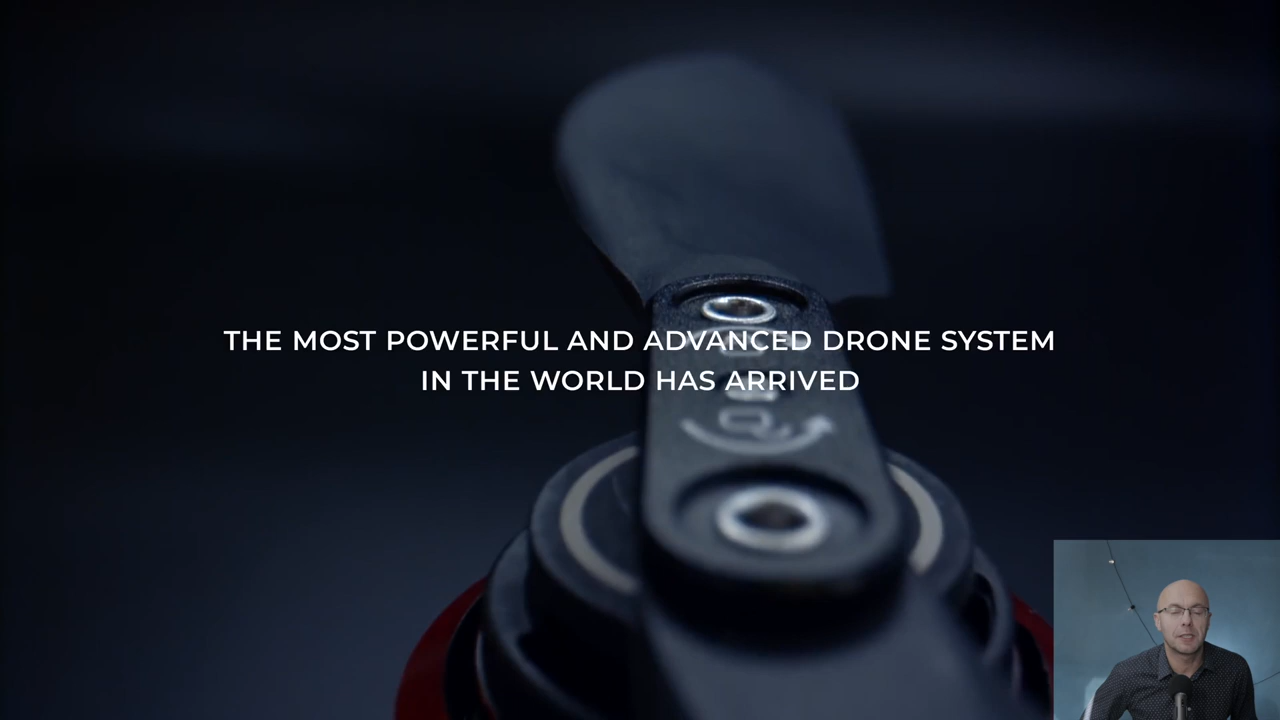 THE MOST POWERFUL AND ADVANCED DRONE SYSTEM
IN THE WORLD HAS ARRIVED